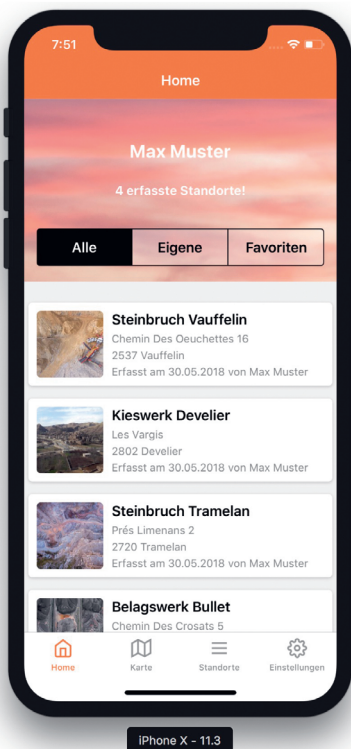 7:51
Home
Max Muster
4 erfasste Standorte!
Alle
Eigene
Favoriten
Steinbruch Vauffelin
Chemin Des Oeuchettes 16
2537 Vauffelin
Erfasst am 30.05.2018 von Max Muster
Kieswerk Develier
Les Vargis
2802 Develier
Erfasst am 30.05.2018 von Max Muster
Steinbruch Tramelan
Prés Limenans 2
2720 Tramelan
Erfasst am 30.05.2018 von Max Muster
Belagswerk Bullet
Chemin Des Crosats 5
Home
Karte
Standorte
Einstellungen
iPhone X - 11.3